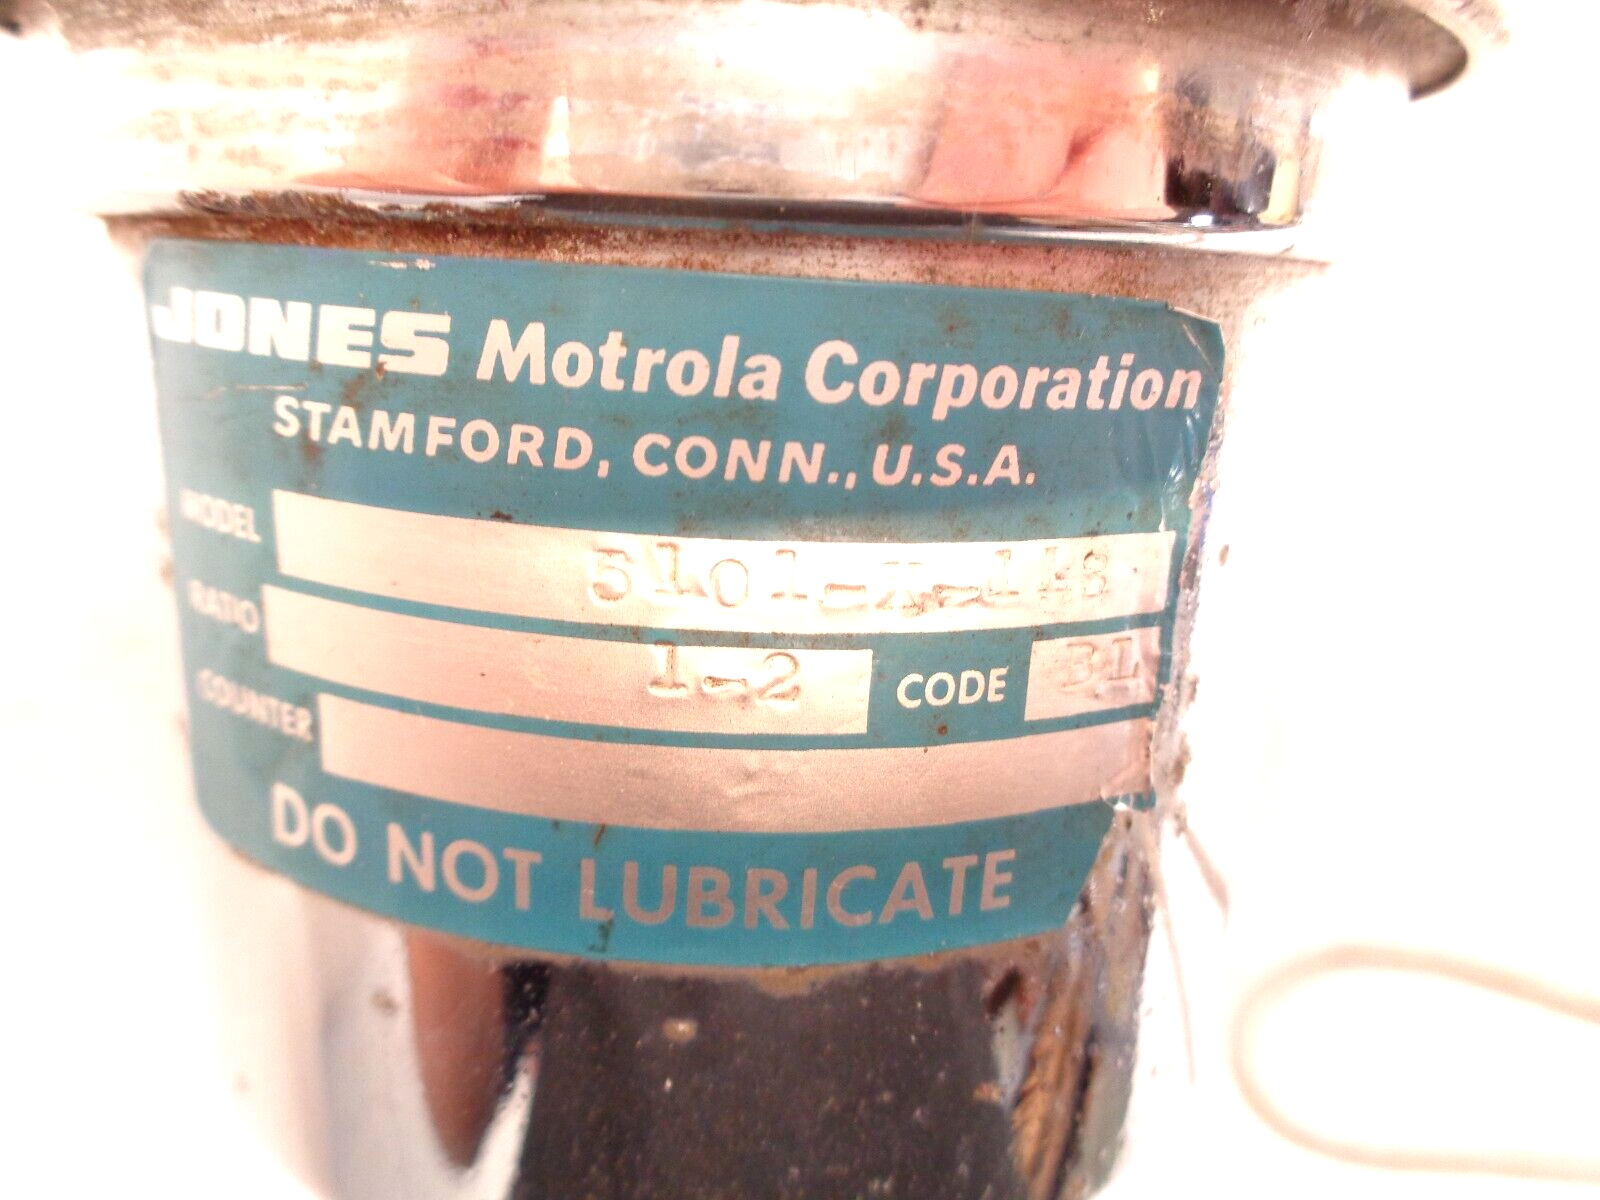 JONES Motrola Corporation
STAMFORD, CONN., U.S.A.
MODEL
RATIO 1-2 CODE
COUNTER
DO NOT LUBRICATE